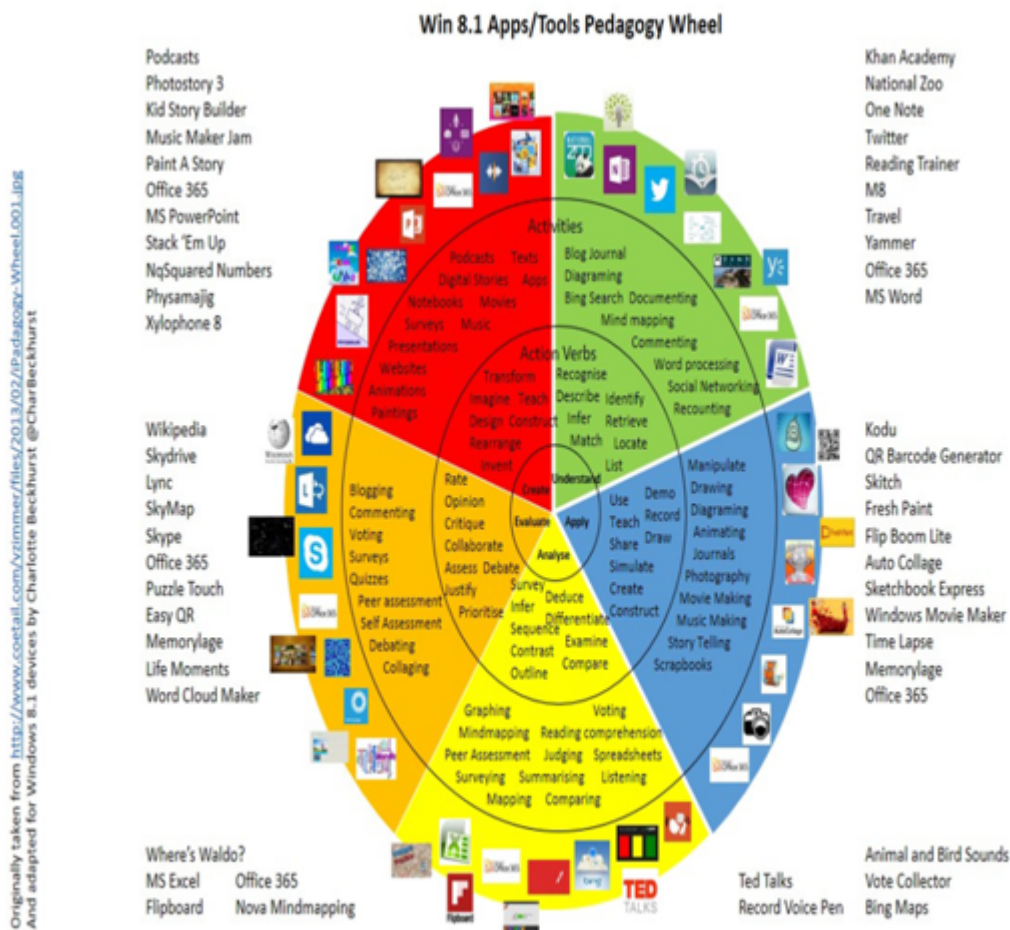 Win 8.1 Apps/Tools Pedagogy Wheel
Podcasts
Photostory 3
Kid Story Builder
Music Maker Jam
Paint A Story
Office 365
MS PowerPoint
Stack 'Em Up
NqSquared Numbers
Physamajig
Xylophone 8
Khan Academy
National Zoo
One Note
Twitter
Reading Trainer
M8
Travel
Yammer
Office 365
MS Word
Activities
Podcasts Texts
Digital Stories Apps
Notebooks Movies
Surveys Music
Presentations
Websites
Animations
Paintings
Blog Journal
Diagraming
Bing Search Documenting
Mind mapping
Commenting
Word processing
Social Networking
Recounting
Action Verbs
Transform
Imagine Teach
Design Construct
Rearrange
Invent
Create
Recognise
Describe Identify
Infer Retrieve
Match Locate
List
Understand
Wikipedia
Skydrive
Lync
SkyMap
Skype
Office 365
Puzzle Touch
Easy QR
Memorylage
Life Moments
Word Cloud Maker
Blogging
Commenting
Voting
Surveys
Quizzes
Peer assessment
Self Assessment
Debating
Collaging
Rate
Opinion
Critique
Collaborate
Assess Debate
Justify
Prioritise
Evaluate
Apply
Analyse
Use Demo
Teach Record
Share Draw
Simulate
Create
Construct
Manipulate
Drawing
Diagraming
Animating
Journals
Photography
Movie Making
Music Making
Story Telling
Scrapbooks
Kodu
QR Barcode Generator
Skitch
Fresh Paint
Flip Boom Lite
Auto Collage
Sketchbook Express
Windows Movie Maker
Time Lapse
Memorylage
Office 365
Survey Deduce
Infer Differentiate
Sequence Examine
Contrast Compare
Outline
Graphing Voting
Mindmapping Reading comprehension
Peer Assessment Judging Spreadsheets
Surveying Summarising Listening
Mapping Comparing
Where's Waldo?
MS Excel Office 365
Flipboard Nova Mindmapping
Flipboard
bing
TED
TALKS
Ted Talks
Record Voice Pen
Animal and Bird Sounds
Vote Collector
Bing Maps
Originally taken from http://www.coetail.com/vzimmer/files/2013/02/iPadagogy-Wheel.001.jpg
And adapted for Windows 8.1 devices by Charlotte Beckhurst @CharBeckhurst